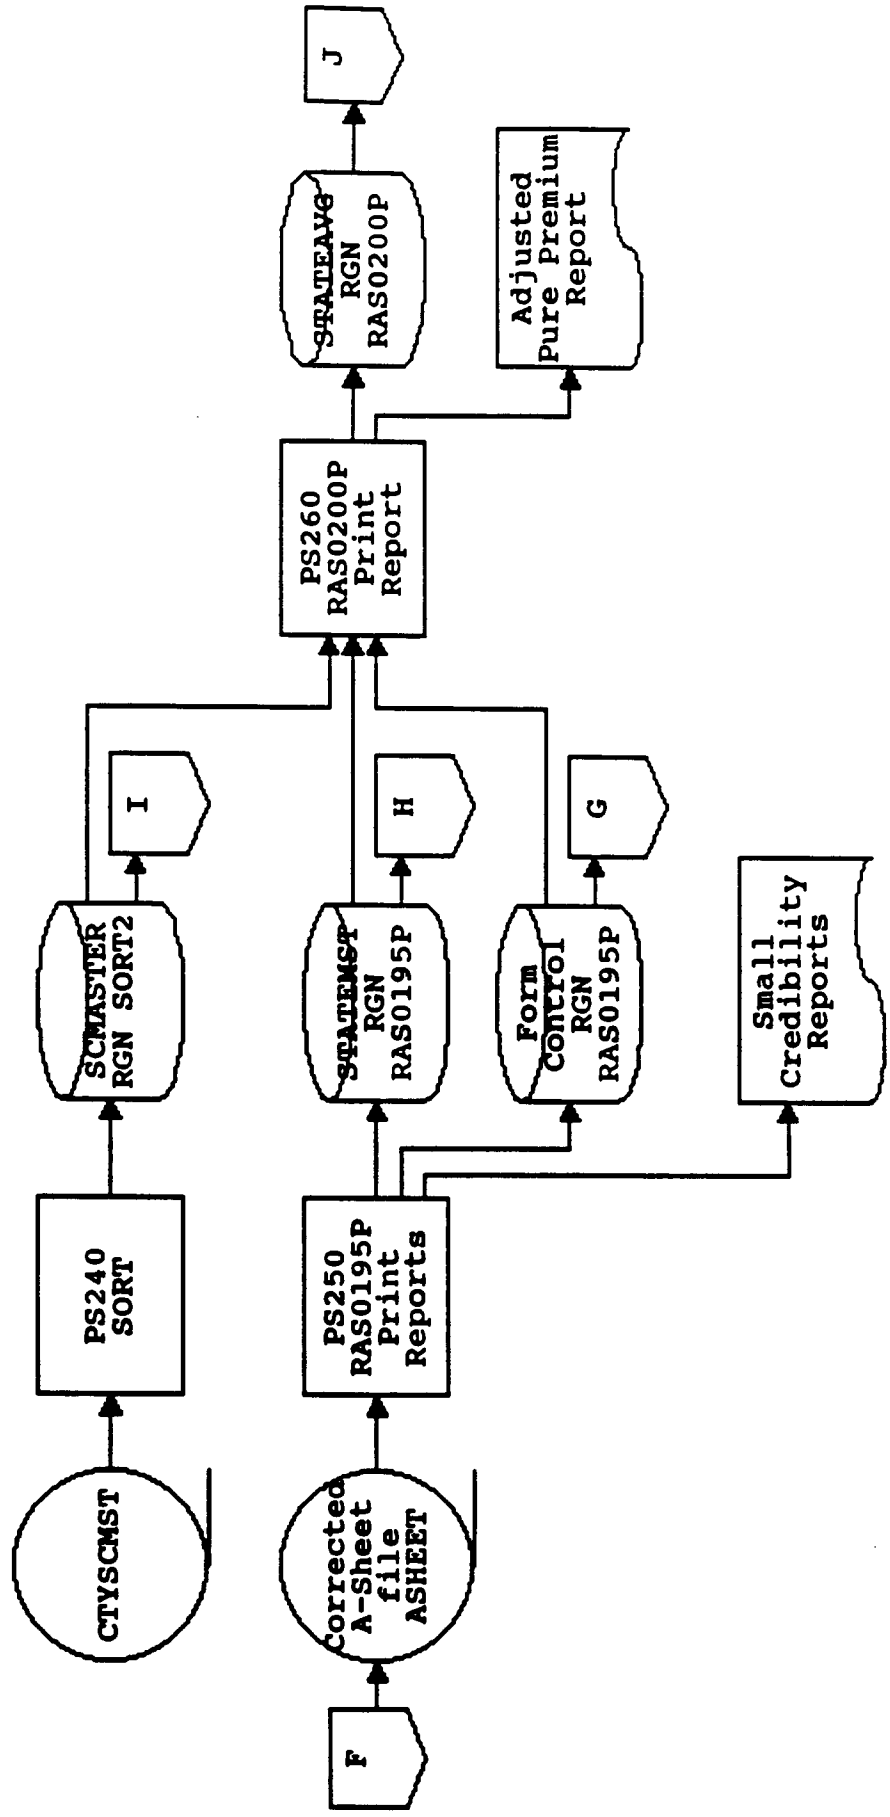 CTYSCMST
PS240
SORT
SCMASTER
RGN SORT2
I
F
Corrected
A-Sheet
file
ASHEET
PS250
RAS0195P
Print
Reports
STATEMST
RGN
RAS0195P
H
Form
Control
RGN
RAS0195P
G
Small
Credibility
Reports
PS260
RAS0200P
Print
Report
STATEAVG
RGN
RAS0200P
J
Adjusted
Pure Premium
Report